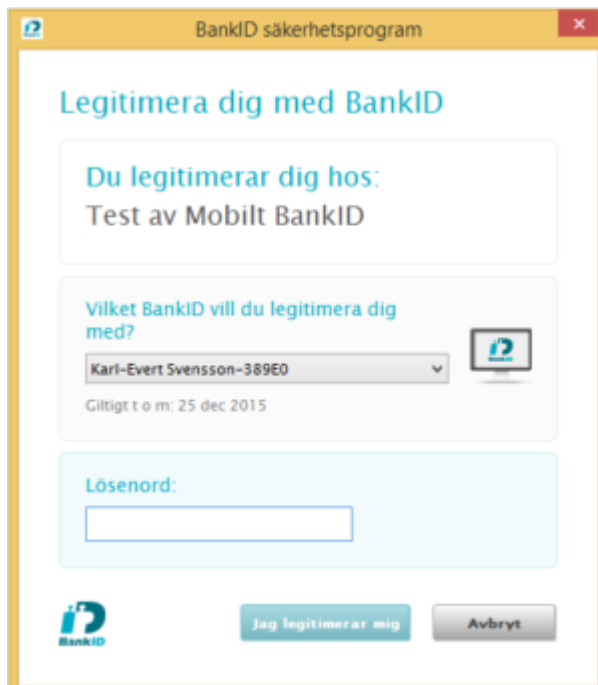 BankID säkerhetsprogram
Legitimera dig med BankID
Du legitimerar dig hos:
Test av Mobilt BankID
Vilket BankID vill du legitimera dig
med?
Karl-Evert Svensson-389E0
Giltigt t o m: 25 dec 2015
Lösenord:
BankID
Jag legitimerar mig
Avbryt